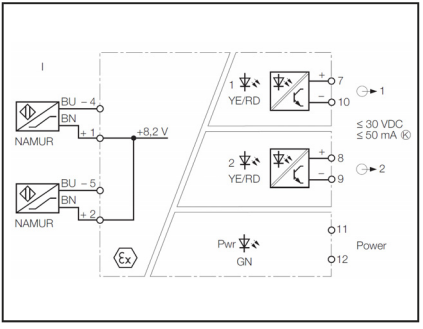 I
BU – 4
BN
+ 1
NAMUR
+8,2 V
BU – 5
BN
+ 2
NAMUR
Ex
1
YE/RD
+ 7
– 10
1
≤ 30 VDC
≤ 50 mA Ⓚ
2
YE/RD
+ 8
– 9
2
Pwr
GN
11
12
Power